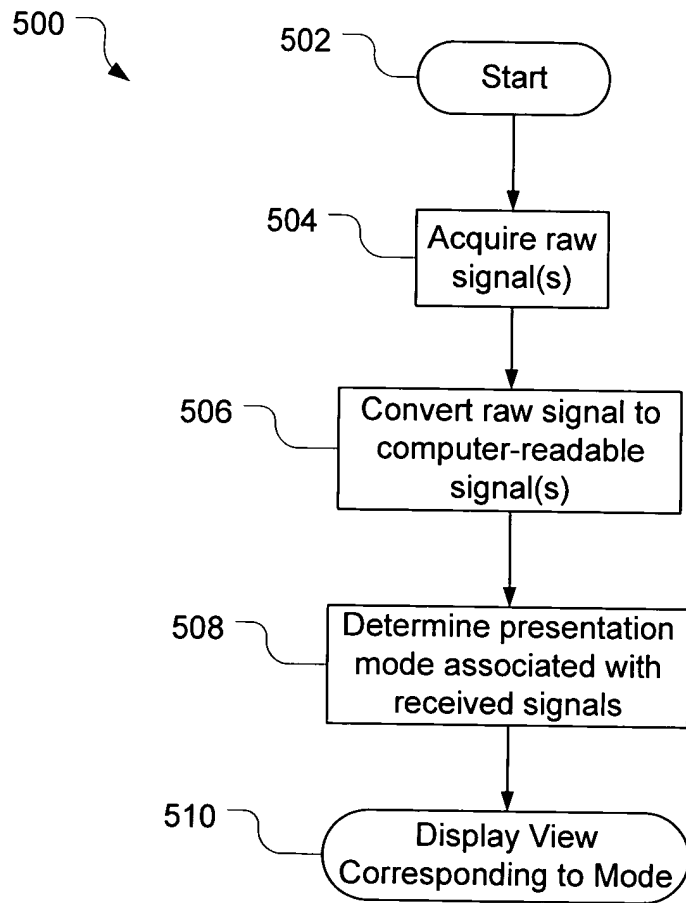 500
502
Start
504
Acquire raw
signal(s)
506
Convert raw signal to
computer-readable
signal(s)
508
Determine presentation
mode associated with
received signals
510
Display View
Corresponding to Mode